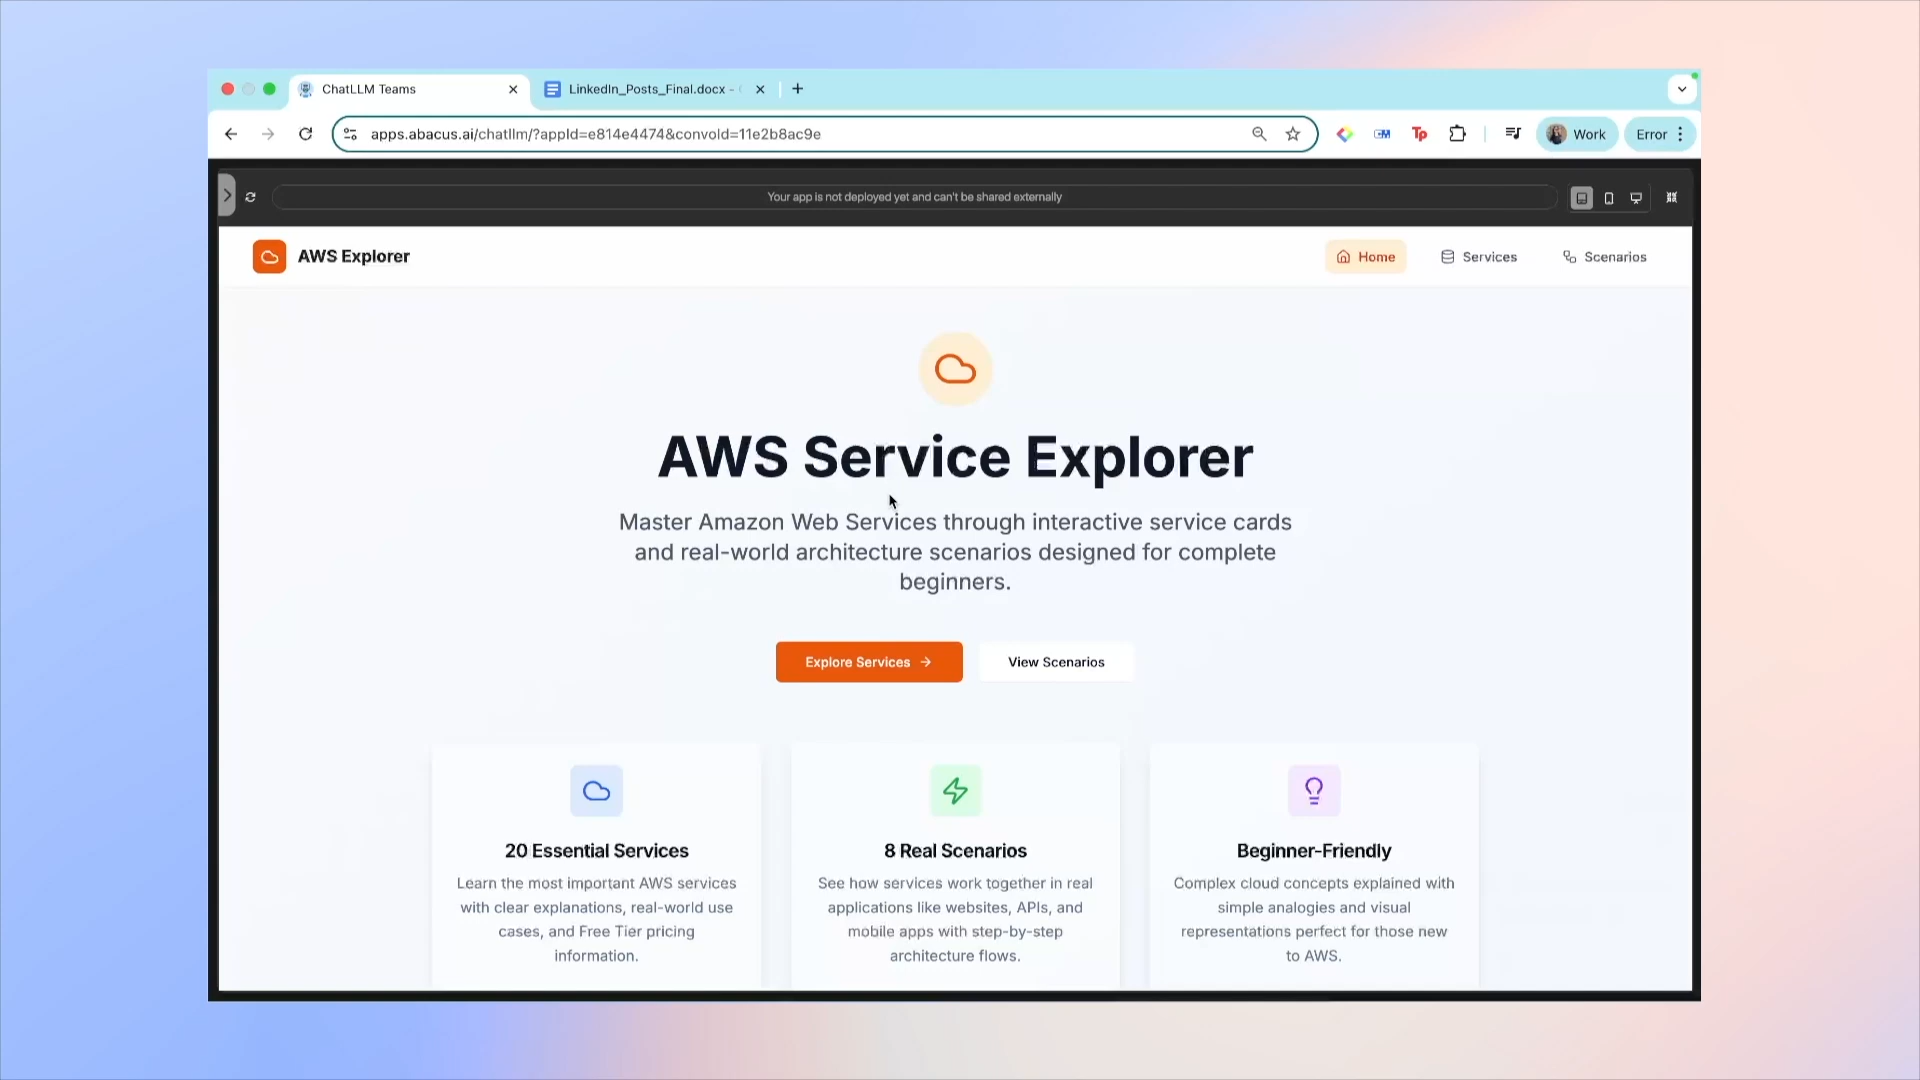 ChatLLM Teams
LinkedIn_Posts_Final.docx -
apps.abacus.ai/chatllm/?appId=e814e4474&convoId=11e2b8ac9e
CM
Tp
Work
Error
Your app is not deployed yet and can't be shared externally
AWS Explorer
Home
Services
Scenarios
AWS Service Explorer
Master Amazon Web Services through interactive service cards
and real-world architecture scenarios designed for complete
beginners.
Explore Services →
View Scenarios
20 Essential Services
Learn the most important AWS services
with clear explanations, real-world use
cases, and Free Tier pricing
information.
8 Real Scenarios
See how services work together in real
applications like websites, APIs, and
mobile apps with step-by-step
architecture flows.
Beginner-Friendly
Complex cloud concepts explained with
simple analogies and visual
representations perfect for those new
to AWS.